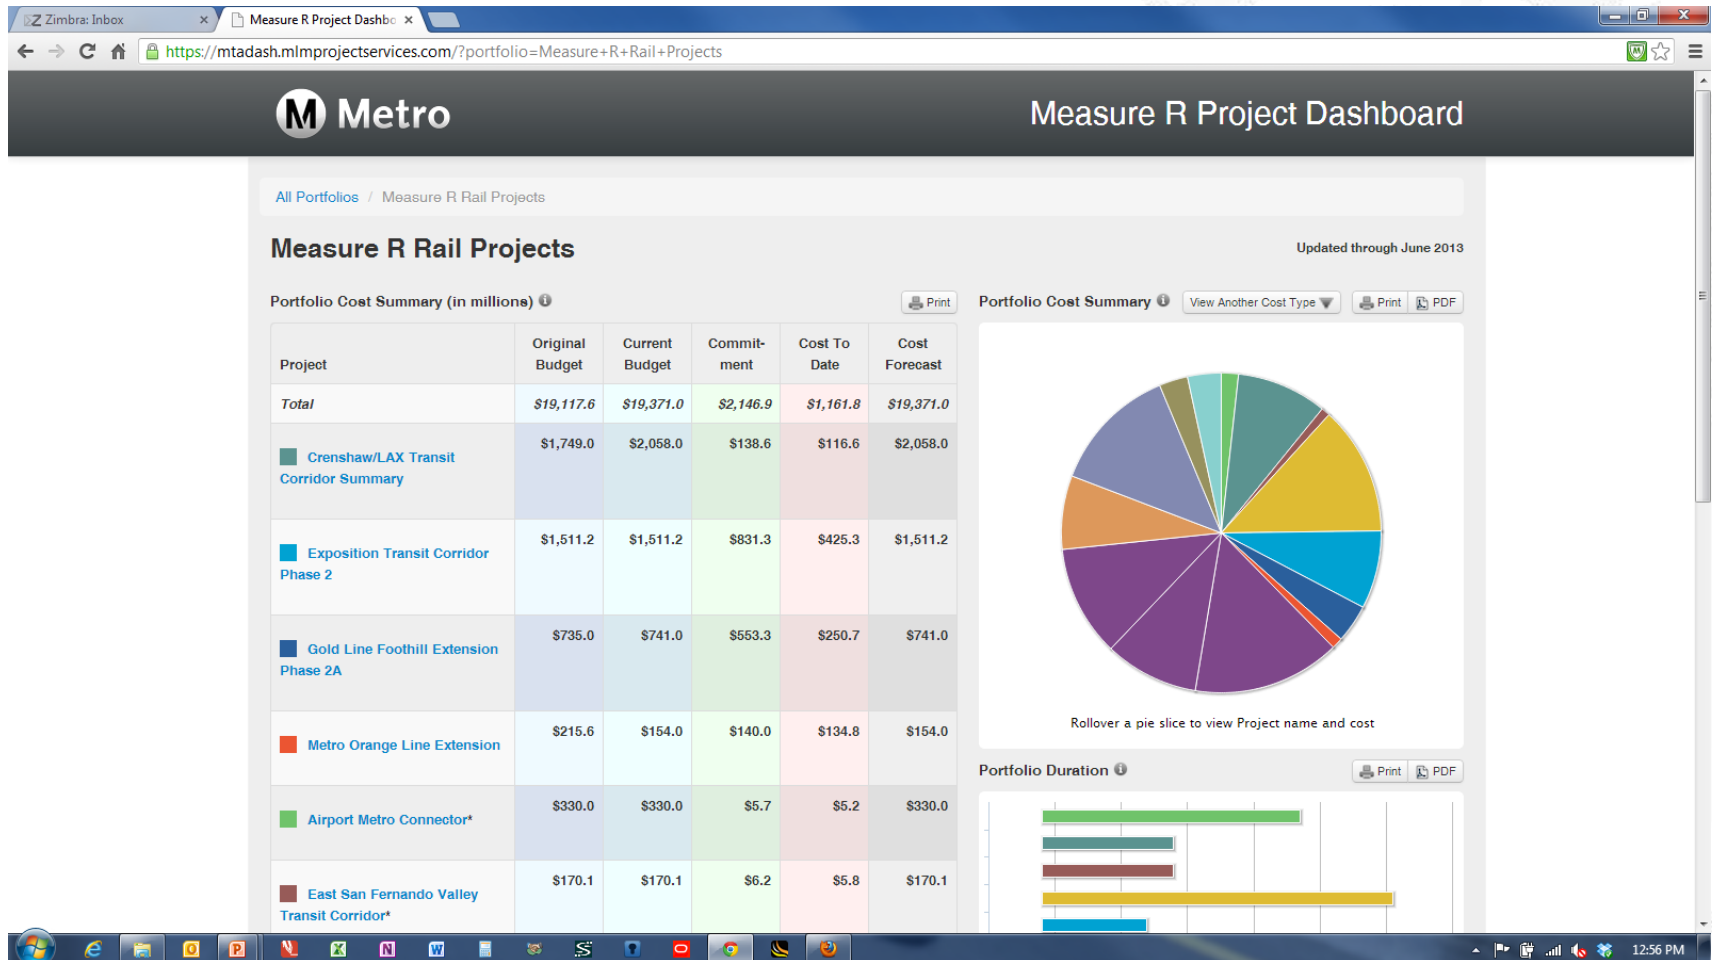 Zimbra: Inbox
Measure R Project Dashbo
https://mtadash.mlmprojectservices.com/?portfolio=Measure+R+Rail+Projects
M Metro
Measure R Project Dashboard
All Portfolios / Measure R Rail Projects
Measure R Rail Projects
Updated through June 2013
Portfolio Cost Summary (in millions)
Print
Project
Original Budget
Current Budget
Commit-ment
Cost To Date
Cost Forecast
Total $19,117.6 $19,371.0 $2,146.9 $1,161.8 $19,371.0
Crenshaw/LAX Transit
Corridor Summary
$1,749.0 $2,058.0 $138.6 $116.6 $2,058.0
Exposition Transit Corridor
Phase 2
$1,511.2 $1,511.2 $831.3 $425.3 $1,511.2
Gold Line Foothill Extension
Phase 2A
$735.0 $741.0 $553.3 $250.7 $741.0
Metro Orange Line Extension
$215.6 $154.0 $140.0 $134.8 $154.0
Airport Metro Connector*
$330.0 $330.0 $5.7 $5.2 $330.0
East San Fernando Valley
Transit Corridor*
$170.1 $170.1 $6.2 $5.8 $170.1
Portfolio Cost Summary
View Another Cost Type
Print
PDF
Rollover a pie slice to view Project name and cost
Portfolio Duration
Print
PDF
12:56 PM